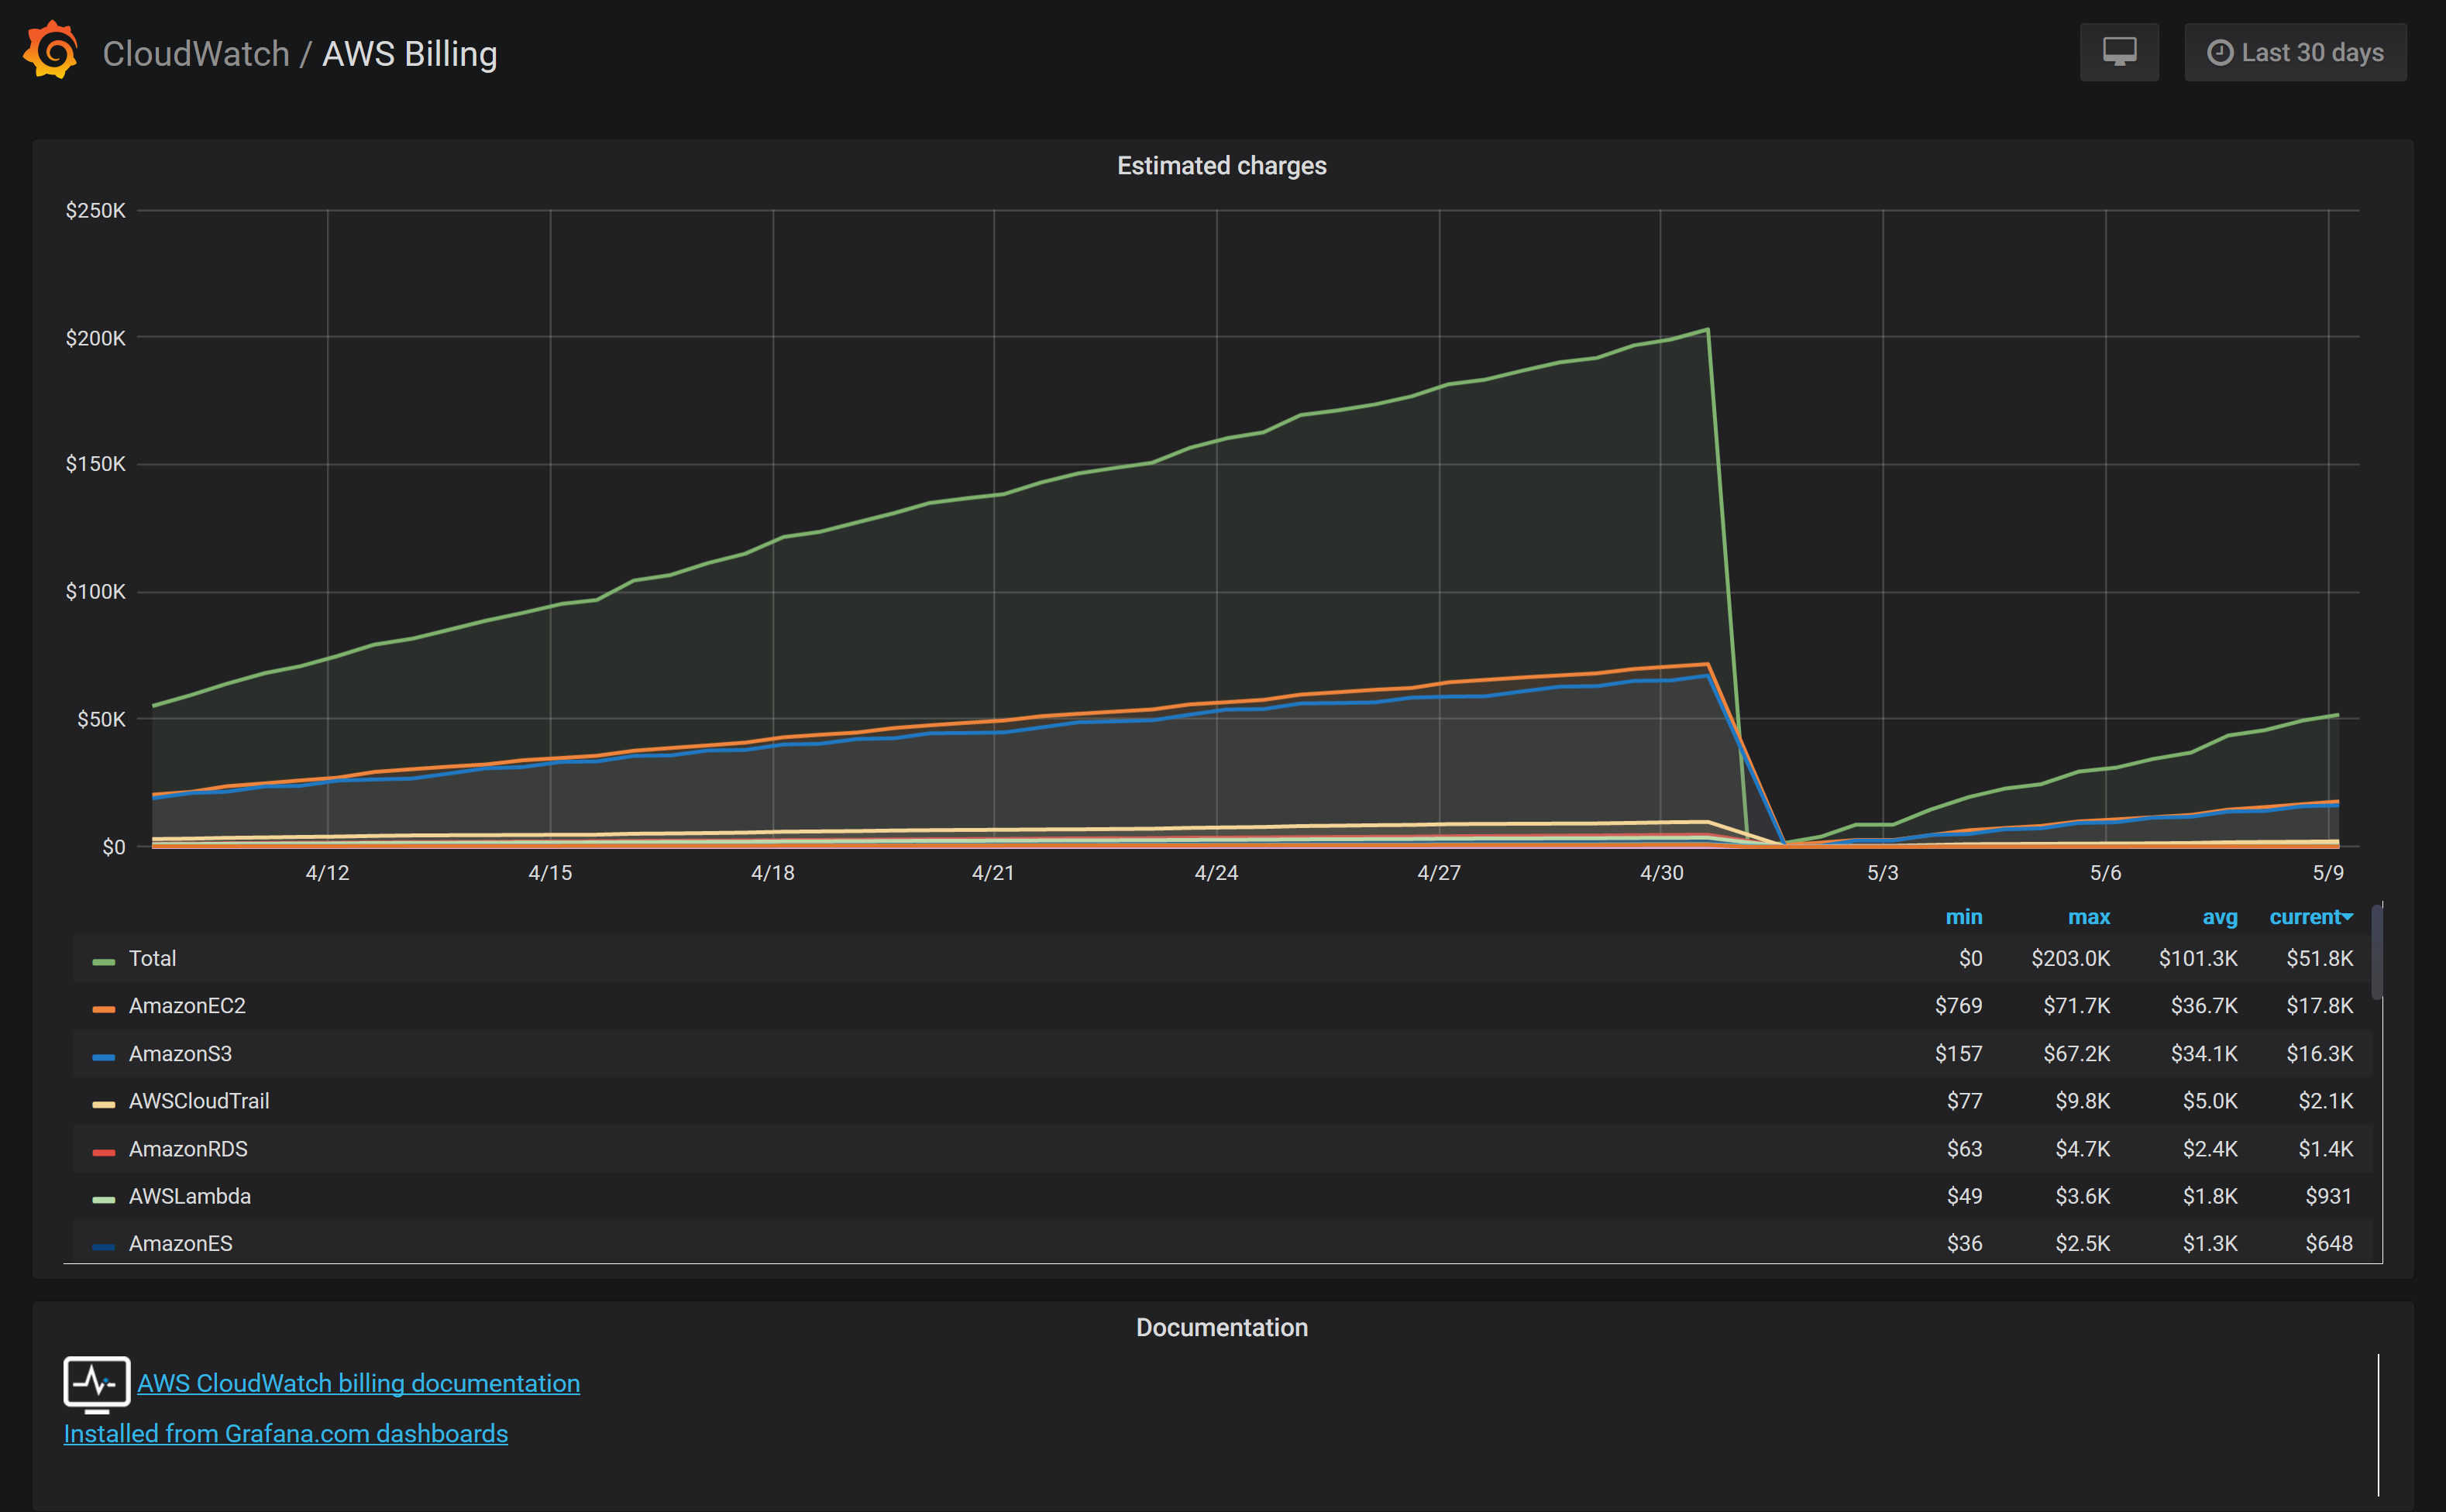 CloudWatch / AWS Billing
Last 30 days
Estimated charges
$250K
$200K
$150K
$100K
$50K
$0
4/12 4/15 4/18 4/21 4/24 4/27 4/30 5/3 5/6 5/9
min max avg current
Total $0 $203.0K $101.3K $51.8K
AmazonEC2 $769 $71.7K $36.7K $17.8K
AmazonS3 $157 $67.2K $34.1K $16.3K
AWSCloudTrail $77 $9.8K $5.0K $2.1K
AmazonRDS $63 $4.7K $2.4K $1.4K
AWSLambda $49 $3.6K $1.8K $931
AmazonES $36 $2.5K $1.3K $648
Documentation
AWS CloudWatch billing documentation
Installed from Grafana.com dashboards